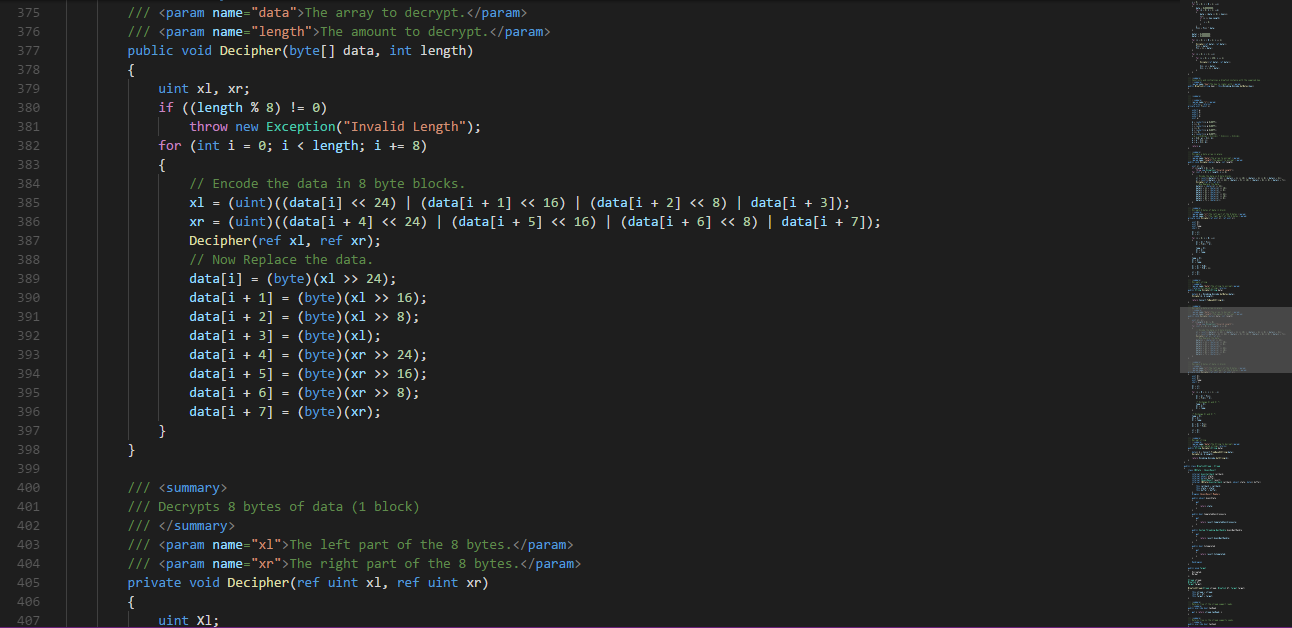 375 /// <param name="data">The array to decrypt.</param>
376 /// <param name="length">The amount to decrypt.</param>
377 public void Decipher(byte[] data, int length)
378 {
379 uint xl, xr;
380 if ((length % 8) != 0)
381 throw new Exception("Invalid Length");
382 for (int i = 0; i < length; i += 8)
383 {
384 // Encode the data in 8 byte blocks.
385 xl = (uint)((data[i] << 24) | (data[i + 1] << 16) | (data[i + 2] << 8) | data[i + 3]);
386 xr = (uint)((data[i + 4] << 24) | (data[i + 5] << 16) | (data[i + 6] << 8) | data[i + 7]);
387 Decipher(ref xl, ref xr);
388 // Now Replace the data.
389 data[i] = (byte)(xl >> 24);
390 data[i + 1] = (byte)(xl >> 16);
391 data[i + 2] = (byte)(xl >> 8);
392 data[i + 3] = (byte)(xl);
393 data[i + 4] = (byte)(xr >> 24);
394 data[i + 5] = (byte)(xr >> 16);
395 data[i + 6] = (byte)(xr >> 8);
396 data[i + 7] = (byte)(xr);
397 }
398 }
399
400 /// <summary>
401 /// Decrypts 8 bytes of data (1 block)
402 /// </summary>
403 /// <param name="xl">The left part of the 8 bytes.</param>
404 /// <param name="xr">The right part of the 8 bytes.</param>
405 private void Decipher(ref uint xl, ref uint xr)
406 {
407 uint Xl;